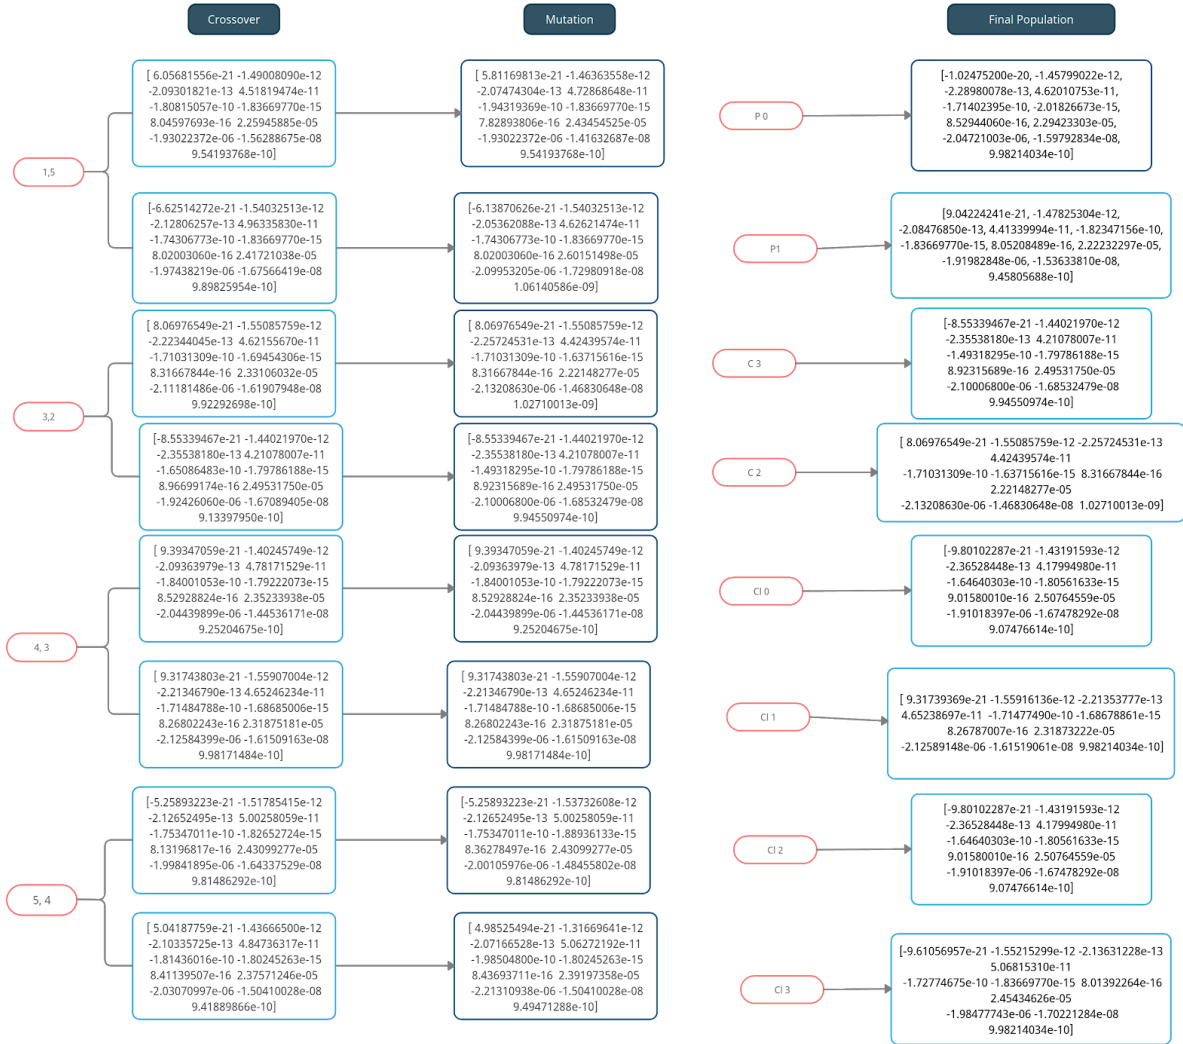 Crossover
Mutation
Final Population
1,5
[ 6.05681556e-21 -1.49008090e-12
-2.09301821e-13  4.51819474e-11
-1.80815057e-10 -1.83669770e-15
8.04597693e-16  2.25945885e-05
-1.93022372e-06 -1.56288675e-08
9.54193768e-10]
[ 5.81169813e-21 -1.46363558e-12
-2.07474304e-13  4.72868648e-11
-1.94319369e-10 -1.83669770e-15
7.82893806e-16  2.43454525e-05
-1.93022372e-06 -1.41632687e-08
9.54193768e-10]
[-6.62514272e-21 -1.54032513e-12
-2.12806257e-13 4.96335830e-11
-1.74306773e-10 -1.83669770e-15
8.02003060e-16 2.41721038e-05
-1.97438219e-06 -1.67566419e-08
9.89825954e-10]
[-6.13870626e-21 -1.54032513e-12
-2.05362088e-13 4.62621474e-11
-1.74306773e-10 -1.83669770e-15
8.02003060e-16 2.60151498e-05
-2.09953205e-06 -1.72980918e-08
1.06140586e-09]
3,2
[ 8.06976549e-21 -1.55085759e-12
-2.22344045e-13  4.62155670e-11
-1.71031309e-10 -1.69454306e-15
8.31667844e-16  2.33106032e-05
-2.11181486e-06 -1.61907948e-08
9.92292698e-10]
[ 8.06976549e-21 -1.55085759e-12
-2.25724531e-13  4.42439574e-11
-1.71031309e-10 -1.63715616e-15
8.31667844e-16  2.22148277e-05
-2.13208630e-06 -1.46830648e-08
1.02710013e-09]
[-8.55339467e-21 -1.44021970e-12
-2.35538180e-13 4.21078007e-11
-1.65086483e-10 -1.79786188e-15
8.96699174e-16 2.49531750e-05
-1.92426060e-06 -1.67089405e-08
9.13397950e-10]
[-8.55339467e-21 -1.44021970e-12
-2.35538180e-13 4.21078007e-11
-1.49318295e-10 -1.79786188e-15
8.92315689e-16 2.49531750e-05
-2.10006800e-06 -1.68532479e-08
9.94550974e-10]
4, 3
[ 9.39347059e-21 -1.40245749e-12
-2.09363979e-13  4.78171529e-11
-1.84001053e-10 -1.79222073e-15
8.52928824e-16  2.35233938e-05
-2.04439899e-06 -1.44536171e-08
9.25204675e-10]
[ 9.39347059e-21 -1.40245749e-12
-2.09363979e-13  4.78171529e-11
-1.84001053e-10 -1.79222073e-15
8.52928824e-16  2.35233938e-05
-2.04439899e-06 -1.44536171e-08
9.25204675e-10]
[ 9.31743803e-21 -1.55907004e-12
-2.21346790e-13  4.65246234e-11
-1.71484788e-10 -1.68685006e-15
8.26802243e-16  2.31875181e-05
-2.12584399e-06 -1.61509163e-08
9.98171484e-10]
[ 9.31743803e-21 -1.55907004e-12
-2.21346790e-13  4.65246234e-11
-1.71484788e-10 -1.68685006e-15
8.26802243e-16  2.31875181e-05
-2.12584399e-06 -1.61509163e-08
9.98171484e-10]
5, 4
[-5.25893223e-21 -1.51785415e-12
-2.12652495e-13  5.00258059e-11
-1.75347011e-10 -1.82652724e-15
8.13196817e-16  2.43099277e-05
-1.99841895e-06 -1.64337529e-08
9.81486292e-10]
[-5.25893223e-21 -1.53732608e-12
-2.12652495e-13  5.00258059e-11
-1.75347011e-10 -1.88936133e-15
8.36278497e-16  2.43099277e-05
-2.00105976e-06 -1.48455802e-08
9.81486292e-10]
[ 5.04187759e-21 -1.43666500e-12
-2.10335725e-13  4.84736317e-11
-1.81436016e-10 -1.80245263e-15
8.41139507e-16  2.37571246e-05
-2.03070997e-06 -1.50410028e-08
9.41889866e-10]
[ 4.98525494e-21 -1.31669641e-12
-2.07166528e-13  5.06272192e-11
-1.98504800e-10 -1.80245263e-15
8.43693711e-16  2.39197358e-05
-2.21310938e-06 -1.50410028e-08
9.49471288e-10]
P 0
[-1.02475200e-20, -1.45799022e-12,
-2.28980078e-13, 4.62010753e-11,
-1.71402395e-10, -2.01826673e-15,
8.52944060e-16, 2.29423303e-05,
-2.04721003e-06, -1.59792834e-08,
9.98214034e-10]
P1
[9.04224241e-21, -1.47825304e-12,
-2.08476850e-13, 4.41339994e-11, -1.82347156e-10,
-1.83669770e-15, 8.05208489e-16, 2.22232297e-05,
-1.91982848e-06, -1.53633810e-08,
9.45805688e-10]
C 3
[-8.55339467e-21 -1.44021970e-12
-2.35538180e-13 4.21078007e-11
-1.49318295e-10 -1.79786188e-15
8.92315689e-16 2.49531750e-05
-2.10006800e-06 -1.68532479e-08
9.94550974e-10]
C 2
[ 8.06976549e-21 -1.55085759e-12 -2.25724531e-13
4.42439574e-11
-1.71031309e-10 -1.63715616e-15  8.31667844e-16
2.22148277e-05
-2.13208630e-06 -1.46830648e-08  1.02710013e-09]
CI 0
[-9.80102287e-21 -1.43191593e-12
-2.36528448e-13  4.17994980e-11
-1.64640303e-10 -1.80561633e-15
9.01580010e-16  2.50764559e-05
-1.91018397e-06 -1.67478292e-08
9.07476614e-10]
CI 1
[ 9.31739369e-21 -1.55916136e-12 -2.21353777e-13
4.65238697e-11  -1.71477490e-10 -1.68678861e-15
8.26787007e-16  2.31873222e-05
-2.12589148e-06 -1.61519061e-08  9.98214034e-10]
CI 2
[-9.80102287e-21 -1.43191593e-12
-2.36528448e-13  4.17994980e-11
-1.64640303e-10 -1.80561633e-15
9.01580010e-16  2.50764559e-05
-1.91018397e-06 -1.67478292e-08
9.07476614e-10]
CI 3
[-9.61056957e-21 -1.55215299e-12 -2.13631228e-13
5.06815310e-11
-1.72774675e-10 -1.83669770e-15  8.01392264e-16
2.45434626e-05
-1.98477743e-06 -1.70221284e-08
9.98214034e-10]